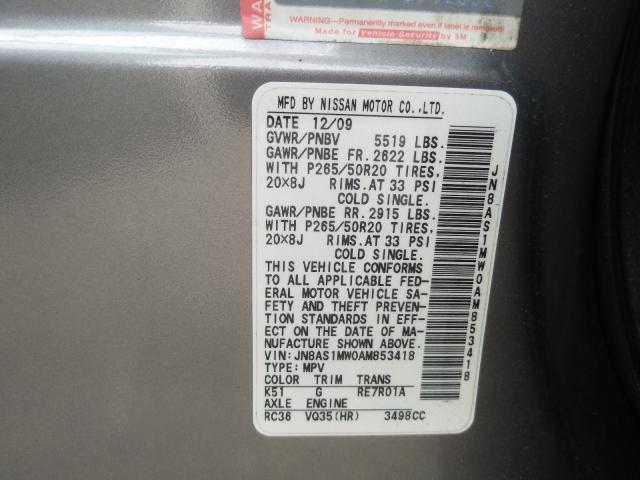 WARNING-Permanently marked even if label is removed!
Made for Vehicle Security by 3M
MFD BY NISSAN MOTOR CO.,LTD.
DATE 12/09
GVWR/PNBV 5519 LBS.
GAWR/PNBE FR.2622 LBS.
WITH P265/50R20 TIRES,
20×8J RIMS.AT 33 PSI
COLD SINGLE.
GAWR/PNBE RR.2915 LBS.
WITH P265/50R20 TIRES,
20×8J RIMS.AT 33 PSI
COLD SINGLE.
THIS VEHICLE CONFORMS
TO ALL APPLICABLE FED-
ERAL MOTOR VEHICLE SA-
FETY AND THEFT PREVEN-
TION STANDARDS IN EFF-
ECT ON THE DATE OF MA-
NUFACTURE SHOWN ABOVE.
VIN:JN8AS1MW0AM853418
TYPE:MPV
COLOR TRIM TRANS
K51 G RE7R01A
AXLE ENGINE
RC36 VQ35(HR) 3498CC
JN8AS1MW0AM853418